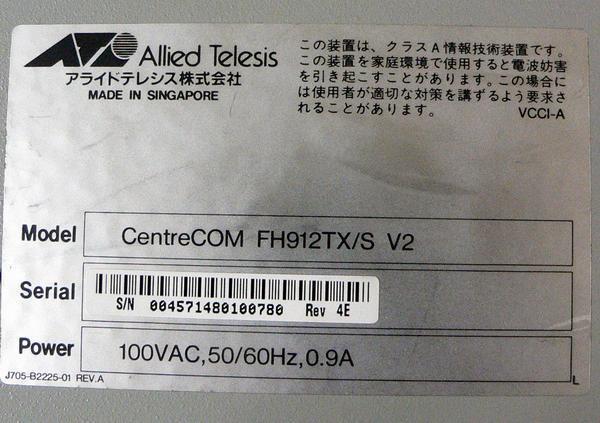 Allied Telesis
アライドテレシス株式会社
MADE IN SINGAPORE
この装置は、クラスA情報技術装置です。
この装置を家庭環境で使用すると電波妨害
を引き起こすことがあります。この場合に
は使用者が適切な対策を講ずるよう要求さ
れることがあります。 VCCI-A
Model CentreCOM FH912TX/S V2
Serial S/N 004571480100780 Rev 4E
Power 100VAC,50/60Hz,0.9A
J705-B2225-01 REV.A L